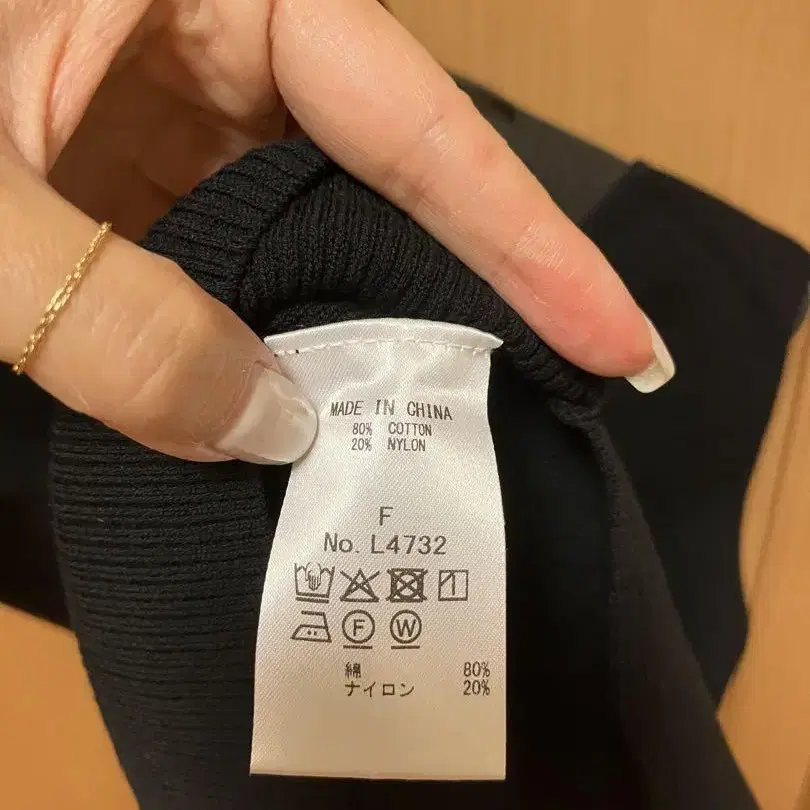 MADE IN CHINA
80% COTTON
20% NYLON
F
No. L4732
F W
綿 80%
ナイロン 20%